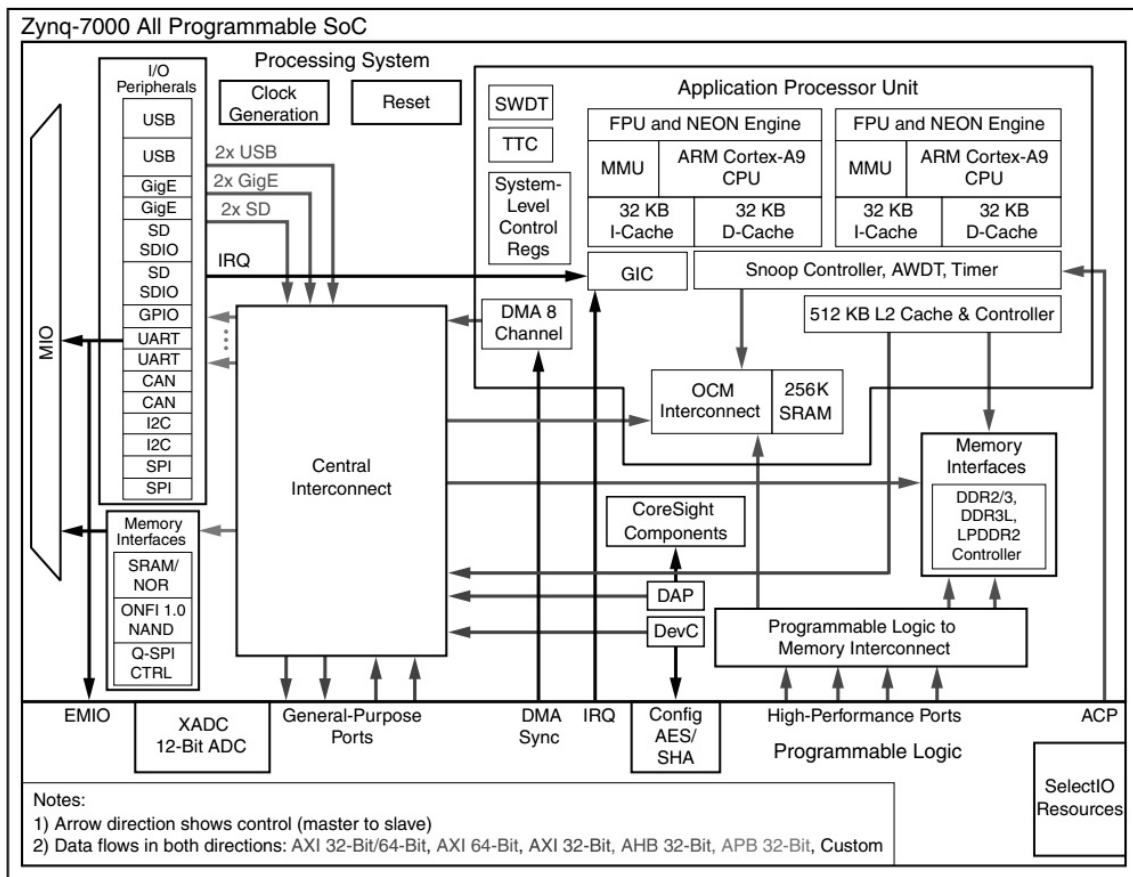 Zynq-7000 All Programmable SoC
Processing System
I/O
Peripherals
USB
USB
GigE
GigE
SD
SDIO
SD
SDIO
GPIO
UART
UART
CAN
CAN
I2C
I2C
SPI
SPI
MIO
Clock
Generation
Reset
2x USB
2x GigE
2x SD
IRQ
Application Processor Unit
SWDT
TTC
System-
Level
Control
Regs
FPU and NEON Engine
MMU
ARM Cortex-A9
CPU
32 KB
I-Cache
32 KB
D-Cache
FPU and NEON Engine
MMU
ARM Cortex-A9
CPU
32 KB
I-Cache
32 KB
D-Cache
GIC
Snoop Controller, AWDT, Timer
DMA 8
Channel
512 KB L2 Cache & Controller
OCM
Interconnect
256K
SRAM
Central
Interconnect
Memory
Interfaces
DDR2/3,
DDR3L,
LPDDR2
Controller
CoreSight
Components
DAP
DevC
Programmable Logic to
Memory Interconnect
Memory
Interfaces
SRAM/
NOR
ONFI 1.0
NAND
Q-SPI
CTRL
EMIO
XADC
12-Bit ADC
General-Purpose
Ports
DMA
Sync
IRQ
Config
AES/
SHA
High-Performance Ports
ACP
Programmable Logic
SelectIO
Resources
Notes:
1) Arrow direction shows control (master to slave)
2) Data flows in both directions: AXI 32-Bit/64-Bit, AXI 64-Bit, AXI 32-Bit, AHB 32-Bit, APB 32-Bit, Custom